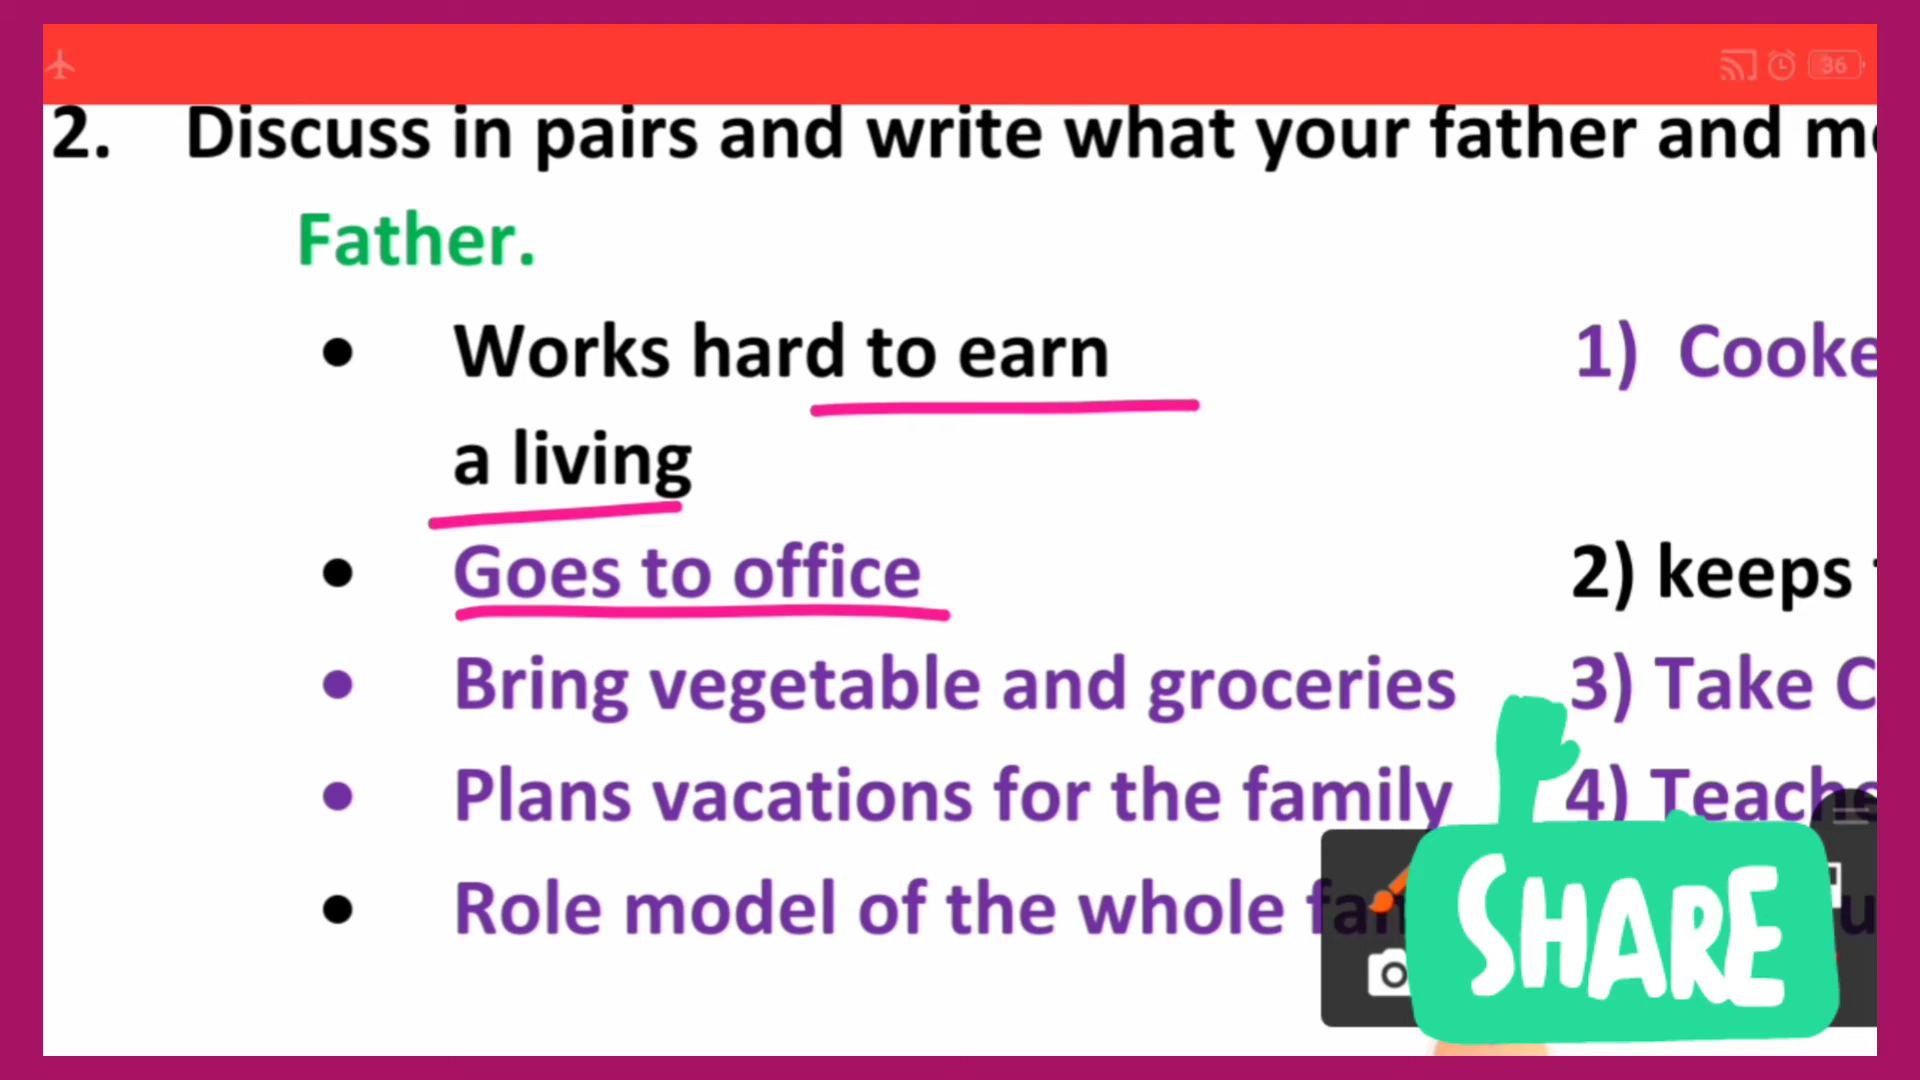 36
2. Discuss in pairs and write what your father and
Father.
• Works hard to earn 1)
a living
• Goes to office 2) keeps
• Bring vegetable and groceries 3) Take
• Plans vacations for the family 4)
• Role model of the whole
SHARE